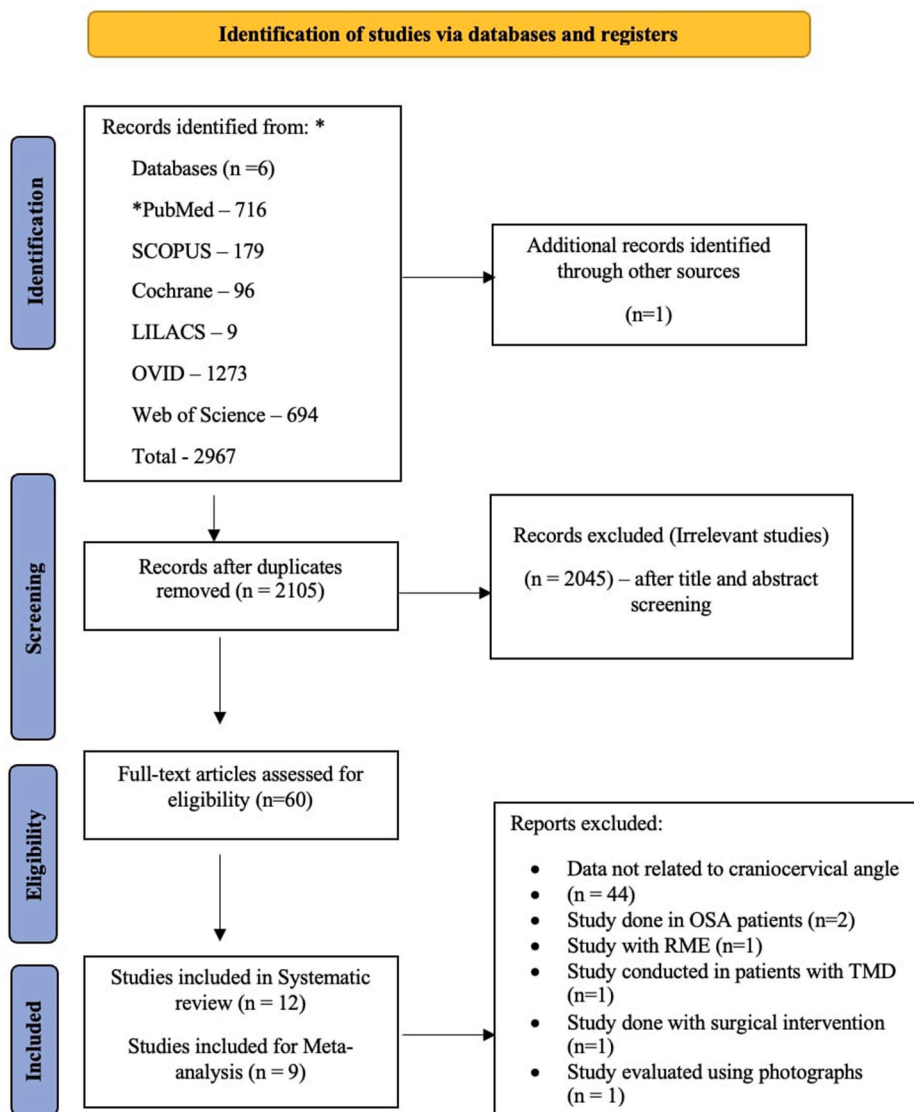 Identification of studies via databases and registers
Identification
Records identified from: *
Databases (n =6)
*PubMed – 716
SCOPUS – 179
Cochrane – 96
LILACS – 9
OVID – 1273
Web of Science – 694
Total - 2967
Additional records identified
through other sources
(n=1)
Screening
Records after duplicates
removed (n = 2105)
Records excluded (Irrelevant studies)
(n = 2045) – after title and abstract
screening
Eligibility
Full-text articles assessed for
eligibility (n=60)
Reports excluded:
• Data not related to craniocervical angle
• (n = 44)
• Study done in OSA patients (n=2)
• Study with RME (n=1)
• Study conducted in patients with TMD
(n=1)
• Study done with surgical intervention
(n=1)
• Study evaluated using photographs
(n = 1)
Included
Studies included in Systematic
review (n = 12)
Studies included for Meta-
analysis (n = 9)